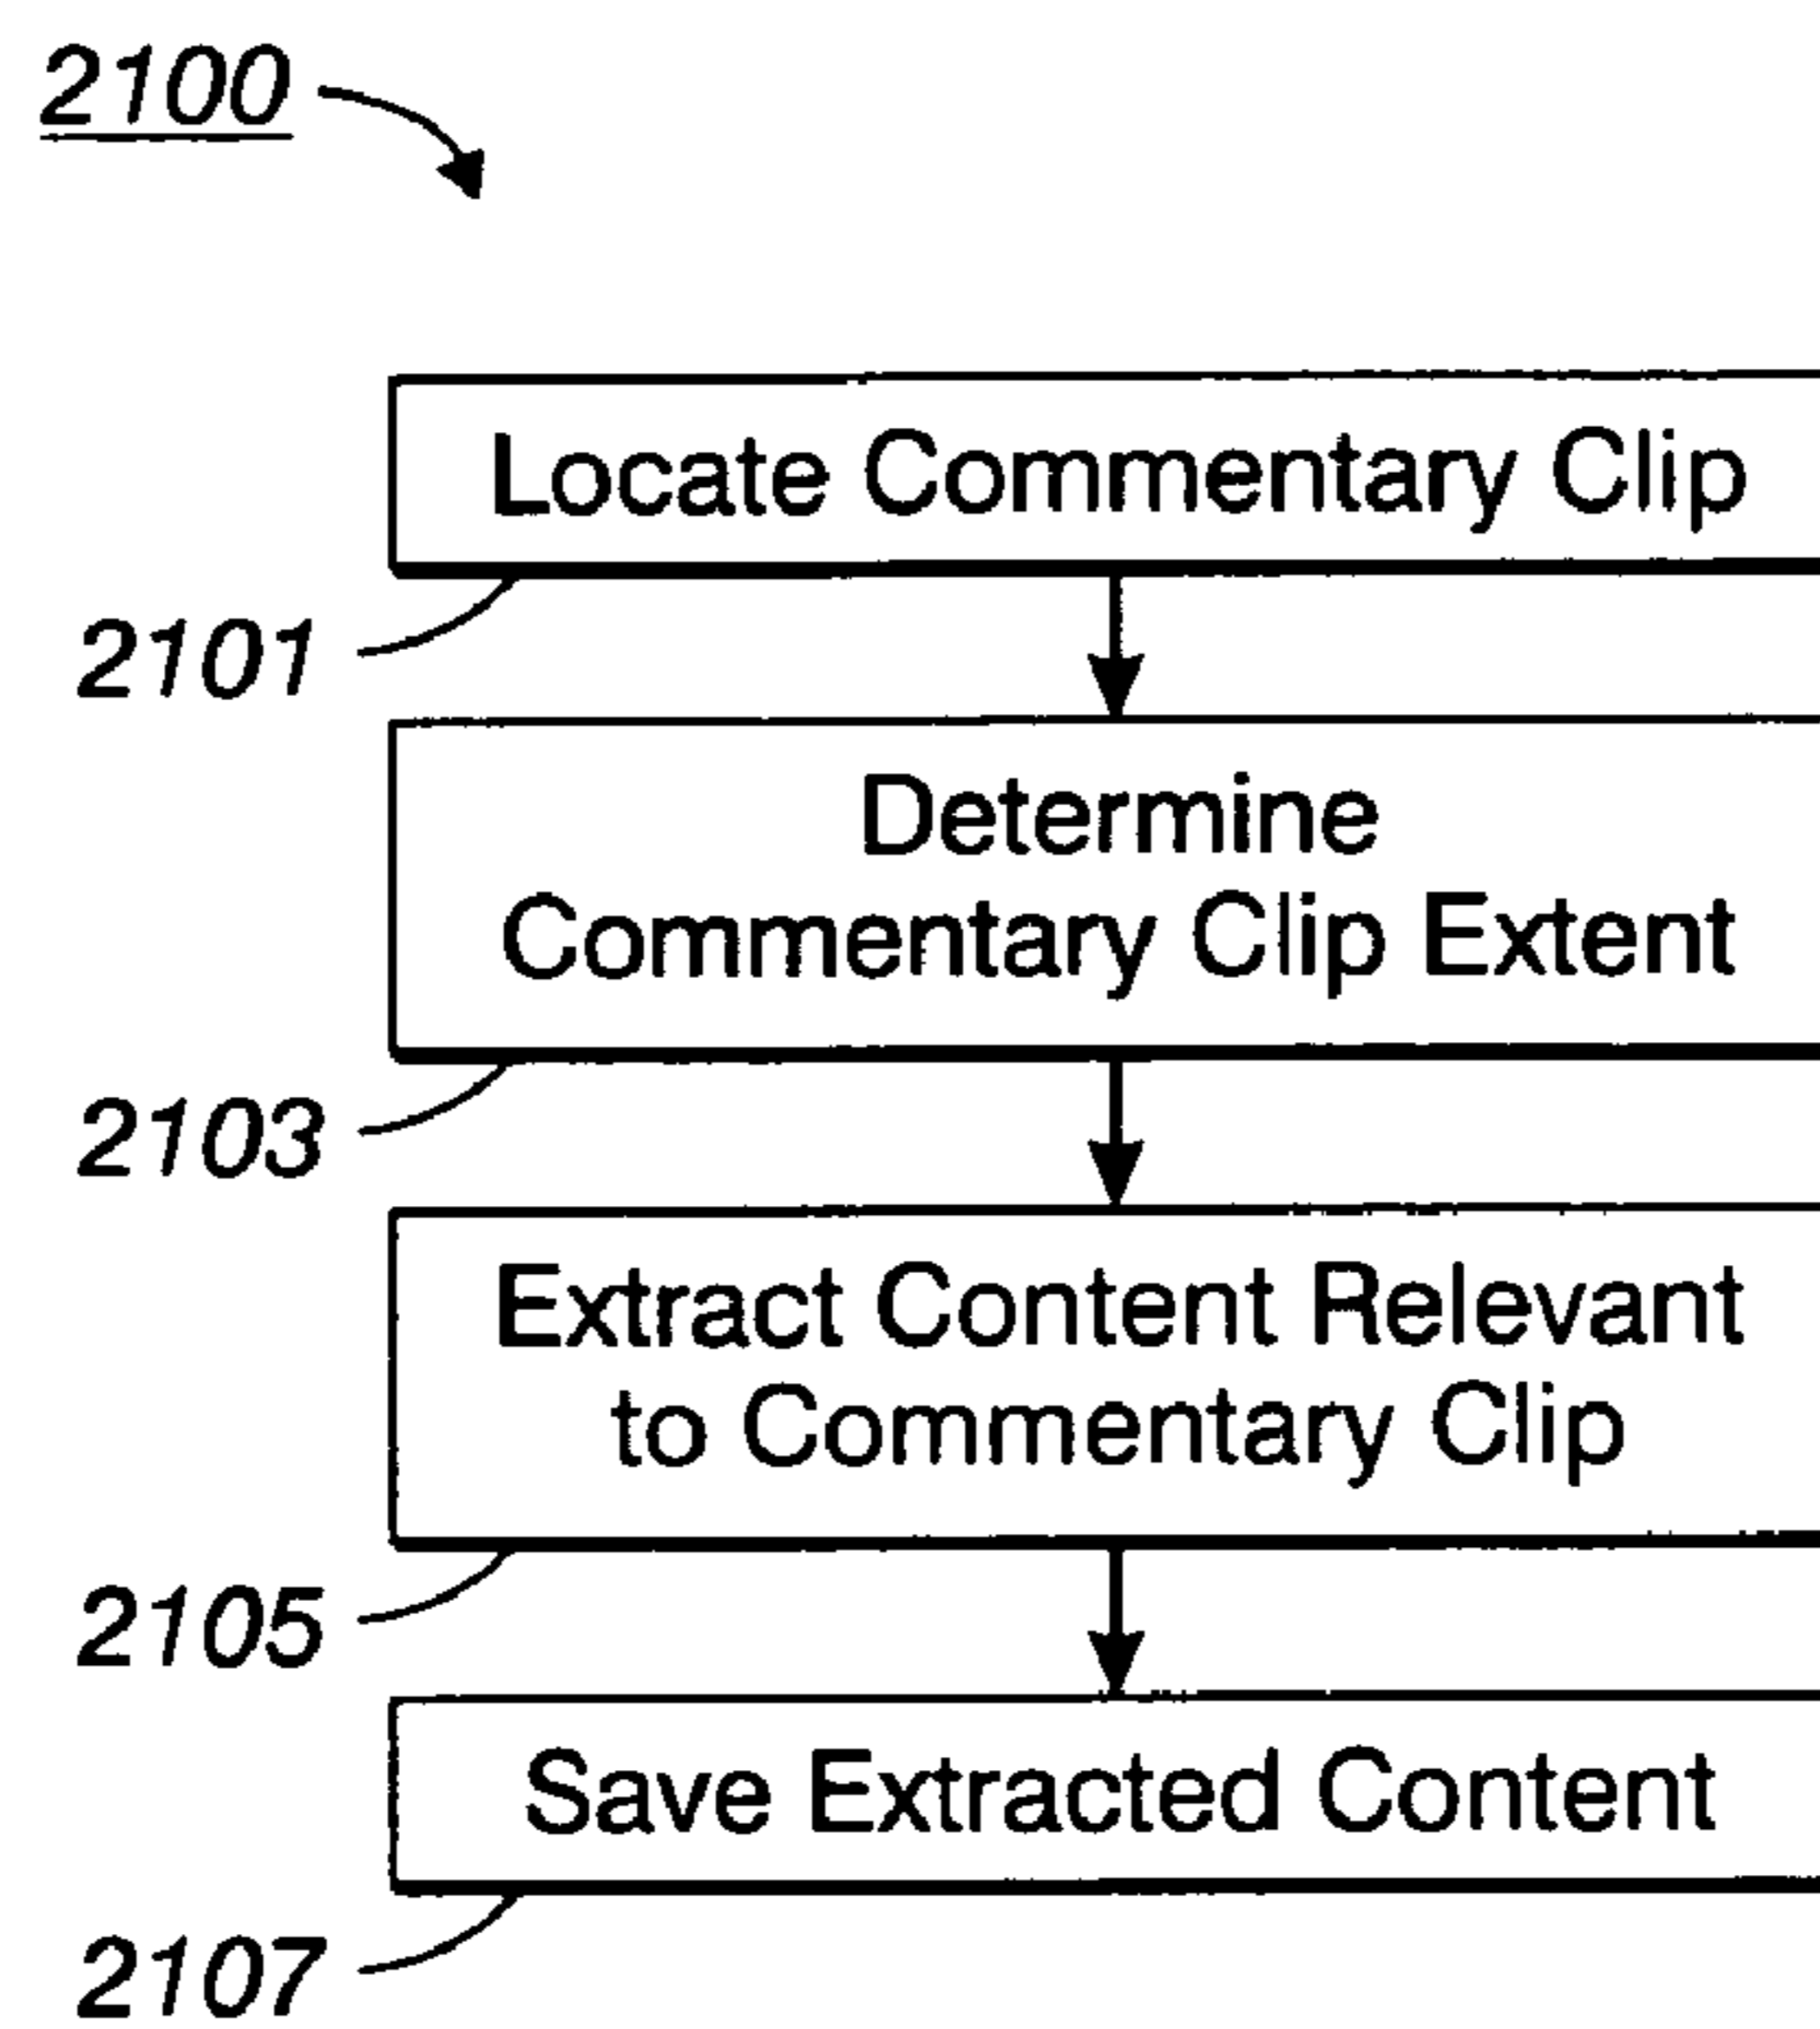 2100
Locate Commentary Clip
2101
Determine
Commentary Clip Extent
2103
Extract Content Relevant
to Commentary Clip
2105
Save Extracted Content
2107